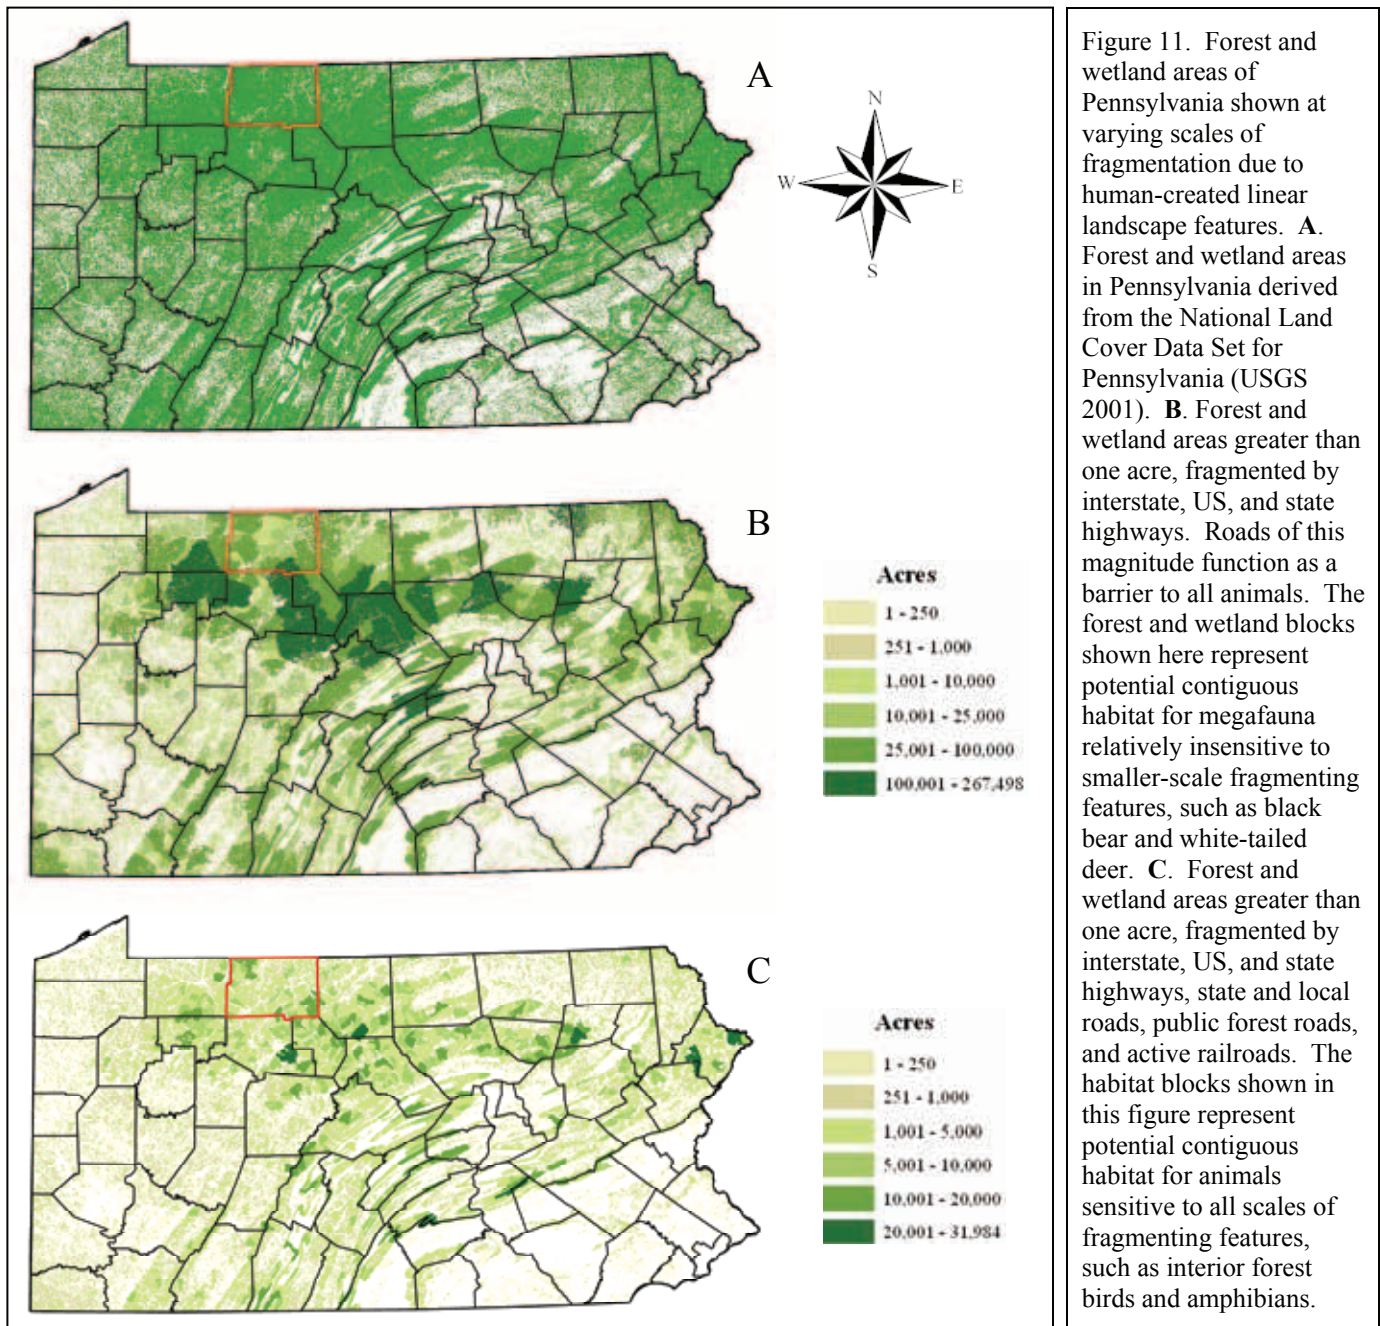 A
N
W
E
S
B
Acres
1 - 250
251 - 1,000
1,001 - 10,000
10,001 - 25,000
25,001 - 100,000
100,001 - 267,498
C
Acres
1 - 250
251 - 1,000
1,001 - 5,000
5,001 - 10,000
10,001 - 20,000
20,001 - 31,984
Figure 11.  Forest and
wetland areas of
Pennsylvania shown at
varying scales of
fragmentation due to
human-created linear
landscape features.  A.
Forest and wetland areas
in Pennsylvania derived
from the National Land
Cover Data Set for
Pennsylvania (USGS
2001).  B. Forest and
wetland areas greater than
one acre, fragmented by
interstate, US, and state
highways.  Roads of this
magnitude function as a
barrier to all animals.  The
forest and wetland blocks
shown here represent
potential contiguous
habitat for megafauna
relatively insensitive to
smaller-scale fragmenting
features, such as black
bear and white-tailed
deer.  C.  Forest and
wetland areas greater than
one acre, fragmented by
interstate, US, and state
highways, state and local
roads, public forest roads,
and active railroads.  The
habitat blocks shown in
this figure represent
potential contiguous
habitat for animals
sensitive to all scales of
fragmenting features,
such as interior forest
birds and amphibians.